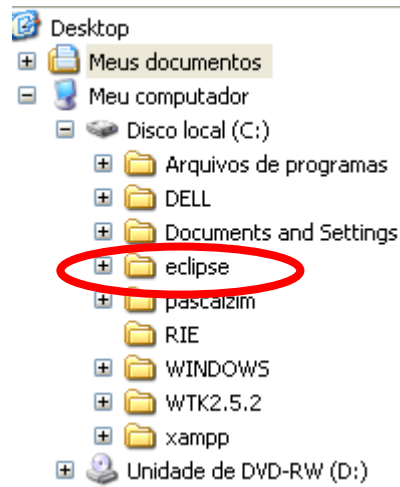 Desktop
Meus documentos
Meu computador
Disco local (C:)
Arquivos de programas
DELL
Documents and Settings
eclipse
pascalzim
RIE
WINDOWS
WTK2.5.2
xampp
Unidade de DVD-RW (D:)